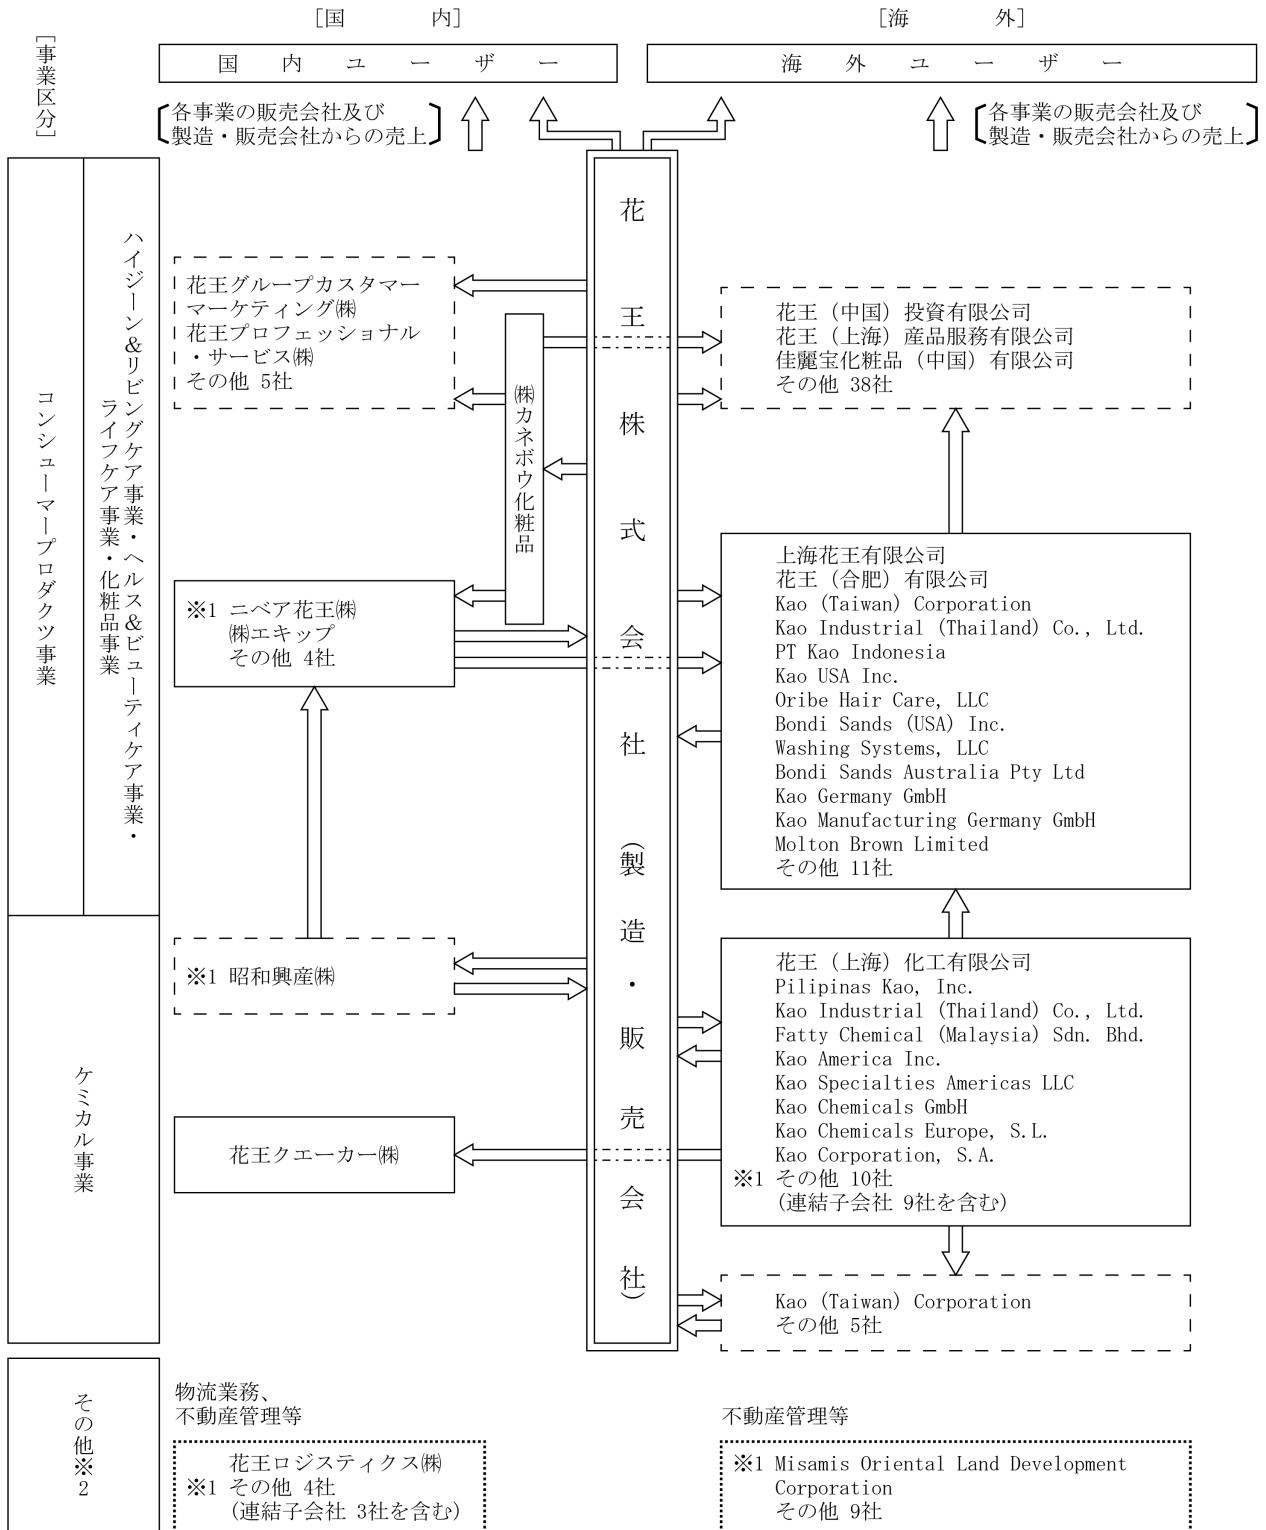 [国　　　　内]
[海　　　　外]
[事業区分]
国　内　ユ　ー　ザ　ー
海　外　ユ　ー　ザ　ー
各事業の販売会社及び
製造・販売会社からの売上
各事業の販売会社及び
製造・販売会社からの売上
コンシューマープロダクツ事業
ハイジーン&リビングケア事業・ヘルス&ビューティケア事業・
ライフケア事業・化粧品事業
花王グループカスタマー
マーケティング㈱
花王プロフェッショナル
・サービス㈱
その他 5社
㈱カネボウ化粧品
花王株式会社(製造・販売会社)
花王（中国）投資有限公司
花王（上海）産品服務有限公司
佳麗宝化粧品（中国）有限公司
その他 38社
※1 ニベア花王㈱
㈱エキップ
その他 4社
上海花王有限公司
花王（合肥）有限公司
Kao (Taiwan) Corporation
Kao Industrial (Thailand) Co., Ltd.
PT Kao Indonesia
Kao USA Inc.
Oribe Hair Care, LLC
Bondi Sands (USA) Inc.
Washing Systems, LLC
Bondi Sands Australia Pty Ltd
Kao Germany GmbH
Kao Manufacturing Germany GmbH
Molton Brown Limited
その他 11社
ケミカル事業
※1 昭和興産㈱
花王クエーカー㈱
花王（上海）化工有限公司
Pilipinas Kao, Inc.
Kao Industrial (Thailand) Co., Ltd.
Fatty Chemical (Malaysia) Sdn. Bhd.
Kao America Inc.
Kao Specialties Americas LLC
Kao Chemicals GmbH
Kao Chemicals Europe, S.L.
Kao Corporation, S.A.
※1 その他 10社
(連結子会社 9社を含む)
Kao (Taiwan) Corporation
その他 5社
その他※2
物流業務、
不動産管理等
花王ロジスティクス㈱
※1 その他 4社
(連結子会社 3社を含む)
不動産管理等
※1 Misamis Oriental Land Development
Corporation
その他 9社